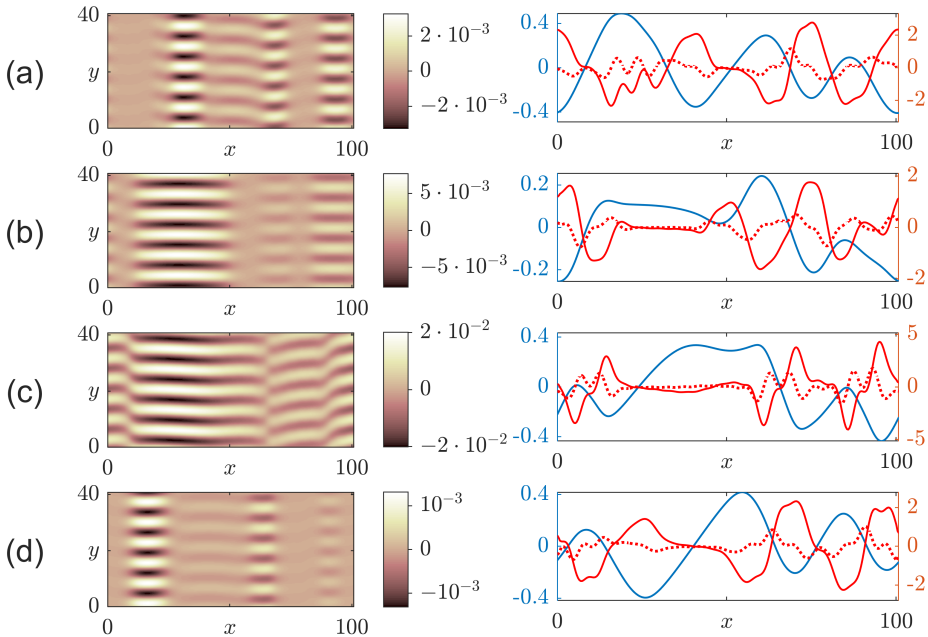 40 2 · 10⁻³ 0.4 2
(a) y 0 0 0
−2 · 10⁻³ -0.4 -2
0
0 x 100 0 x 100
40 5 · 10⁻³ 0.2 2
(b) y 0 0 0
−5 · 10⁻³ -0.2
0 -2
0 x 100 0 x 100
40 2 · 10⁻² 0.4 5
(c) y 0 0 0
0 −2 · 10⁻² -0.4 -5
0 x 100 0 x 100
40 10⁻³ 0.4 2
(d) y 0 0 0
−10⁻³ -2
0 -0.4
0 x 100 0 x 100